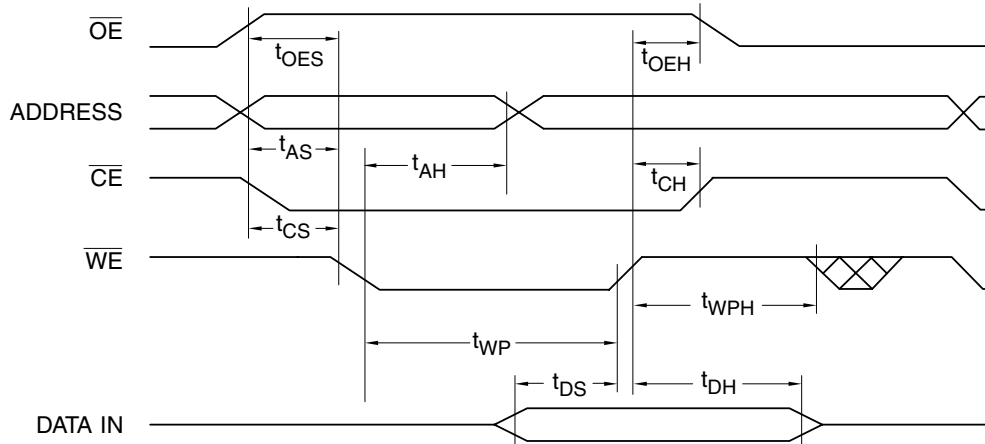 OE
tOES
tOEH
ADDRESS
tAS
tAH
tCH
CE
tCS
WE
tWPH
tWP
tDS
tDH
DATA IN